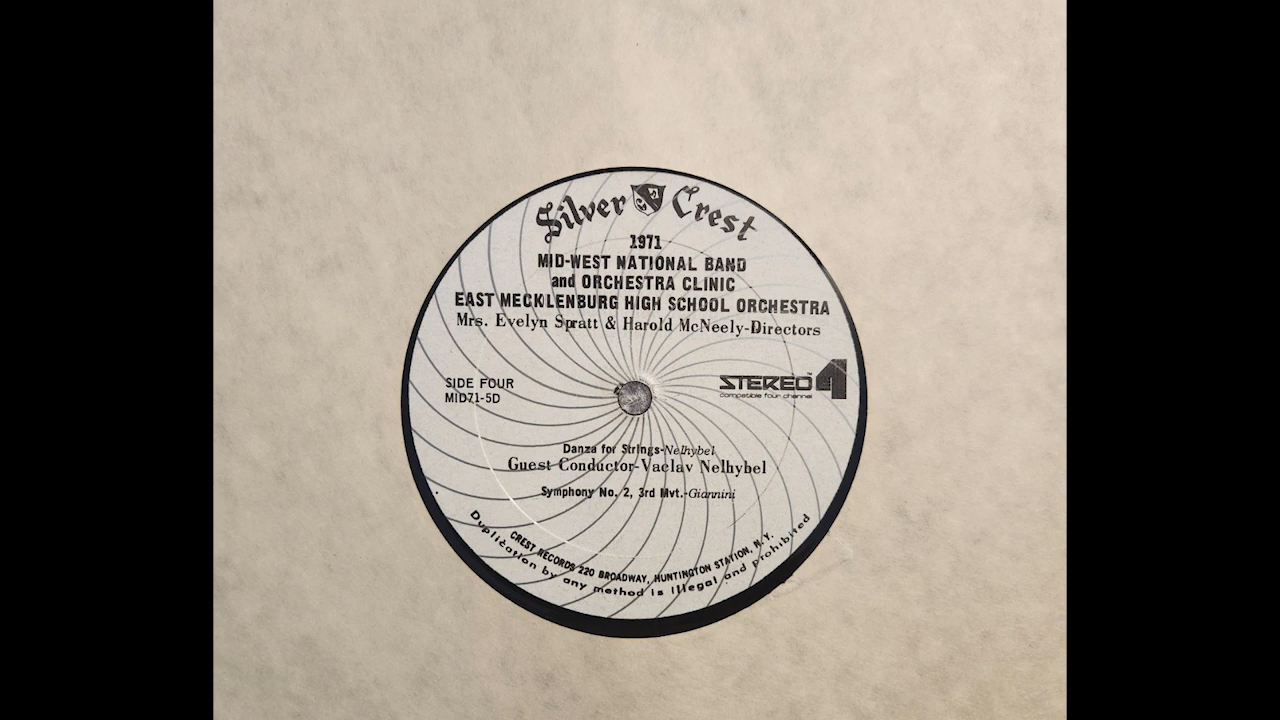 Silver Crest
1971
MID-WEST NATIONAL BAND
and ORCHESTRA CLINIC
EAST MECKLENBURG HIGH SCHOOL ORCHESTRA
Mrs. Evelyn Spratt & Harold McNeely-Directors
SIDE FOUR
MID71-5D
STEREO 4
compatible four channel
Danza for Strings-Nelhybel
Guest Conductor-Vaclav Nelhybel
Symphony No. 2, 3rd Mvt.-Giannini
CREST RECORDS 220 BROADWAY, HUNTINGTON STATION, N. Y.
Duplication by any method is illegal and prohibited